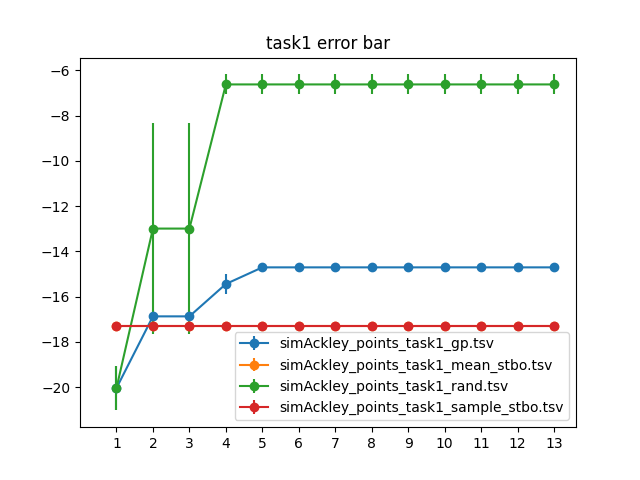 task1 error bar
−6
−8
−10
−12
−14
−16
−18
−20
simAckley_points_task1_gp.tsv
simAckley_points_task1_mean_stbo.tsv
simAckley_points_task1_rand.tsv
simAckley_points_task1_sample_stbo.tsv
1 2 3 4 5 6 7 8 9 10 11 12 13